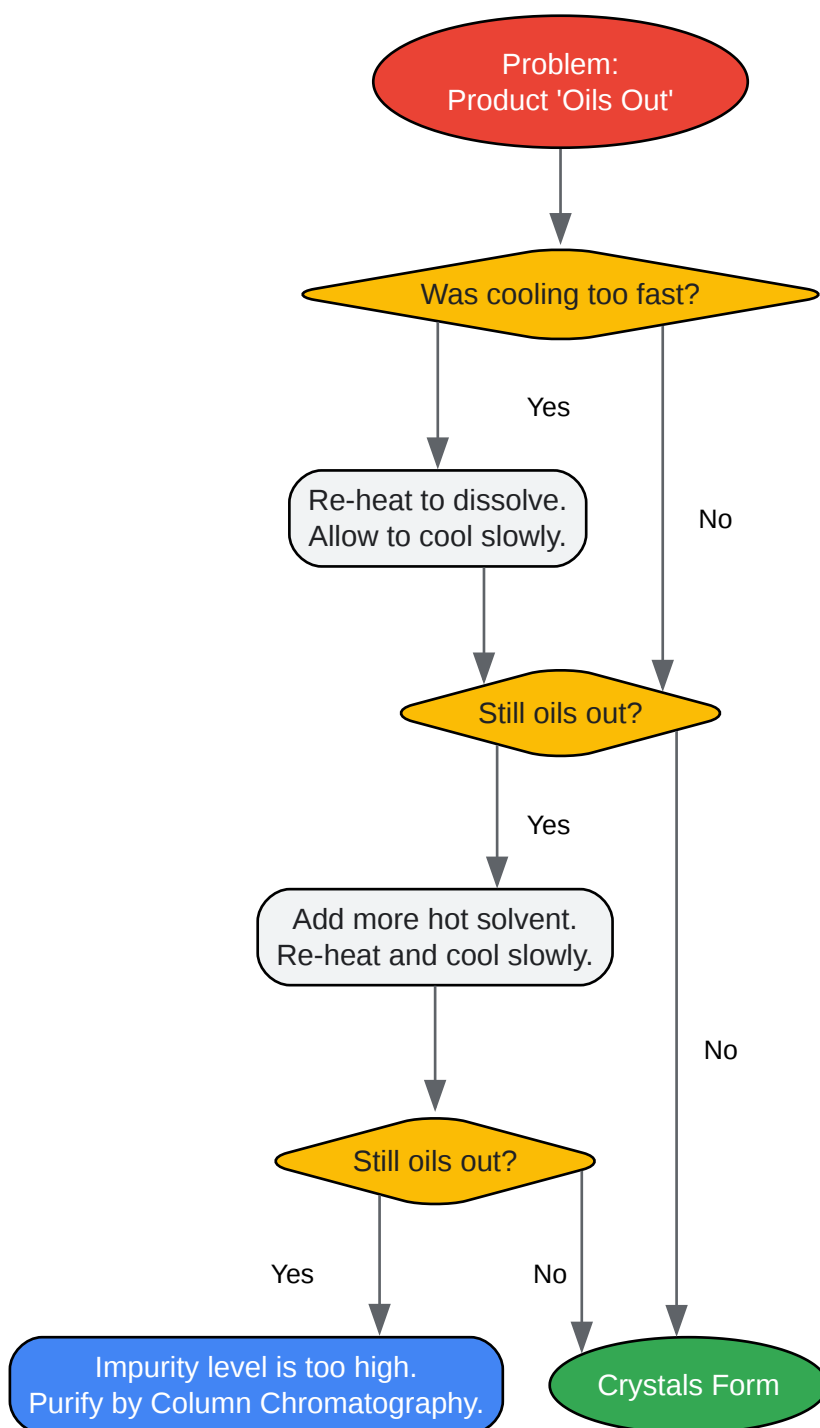 Problem:
Product 'Oils Out'
Was cooling too fast?
Yes
Re-heat to dissolve.
Allow to cool slowly.
No
Still oils out?
Yes
Add more hot solvent.
Re-heat and cool slowly.
No
Still oils out?
Yes
No
Impurity level is too high.
Purify by Column Chromatography.
Crystals Form